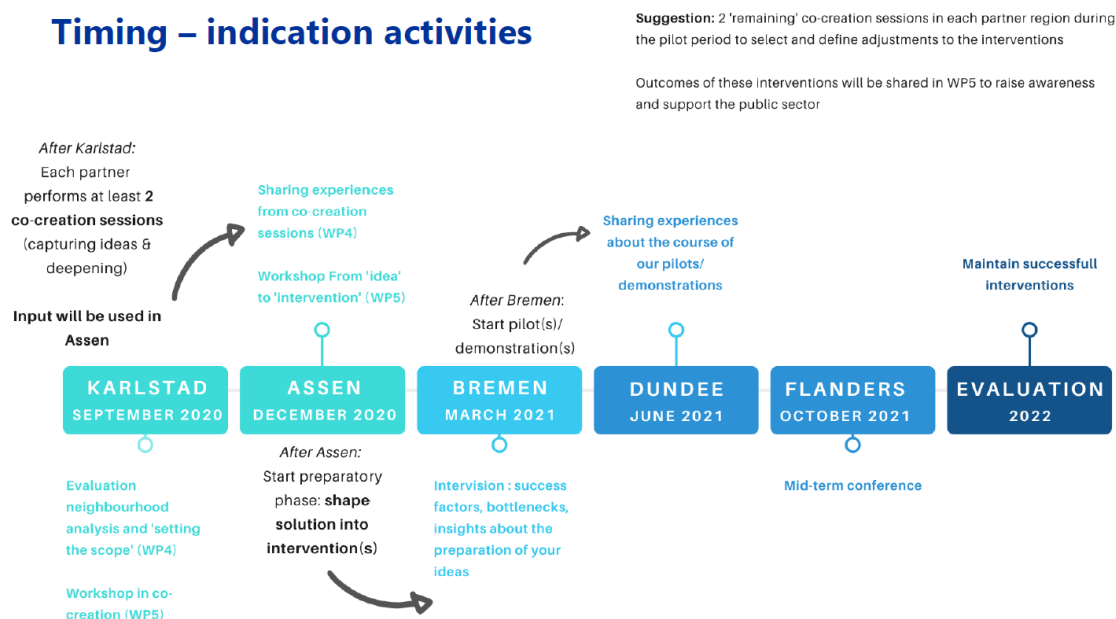 Timing – indication activities
Suggestion: 2 'remaining' co-creation sessions in each partner region during
the pilot period to select and define adjustments to the interventions
Outcomes of these interventions will be shared in WP5 to raise awareness
and support the public sector
After Karlstad:
Each partner
performs at least 2
co-creation sessions
(capturing ideas &
deepening)
Input will be used in
Assen
Sharing experiences
from co-creation
sessions (WP4)
Workshop From 'idea'
to 'intervention' (WP5)
After Bremen:
Start pilot(s)/
demonstration(s)
Sharing experiences
about the course of
our pilots/
demonstrations
Maintain successfull
interventions
KARLSTAD
SEPTEMBER 2020
ASSEN
DECEMBER 2020
BREMEN
MARCH 2021
DUNDEE
JUNE 2021
FLANDERS
OCTOBER 2021
EVALUATION
2022
Evaluation
neighbourhood
analysis and 'setting
the scope' (WP4)
Workshop in co-
creation (WP5)
After Assen:
Start preparatory
phase: shape
solution into
intervention(s)
Intervision : success
factors, bottlenecks,
insights about the
preparation of your
ideas
Mid-term conference